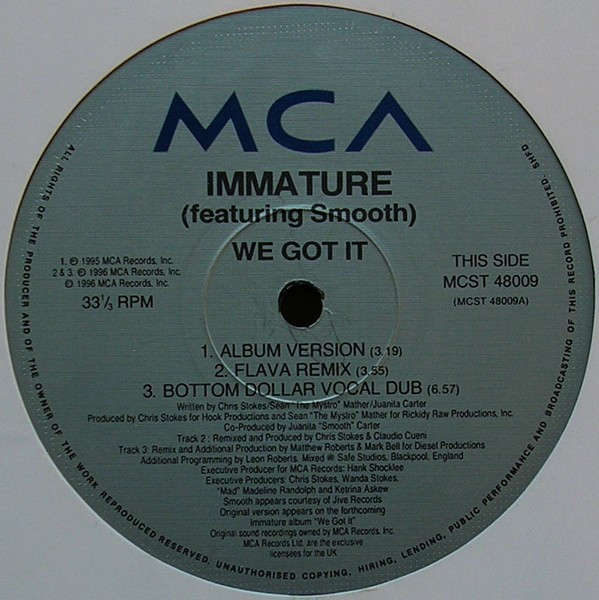 MCA
IMMATURE
(featuring Smooth)
WE GOT IT
1. ℗ 1995 MCA Records, Inc.
2 & 3. ℗ 1996 MCA Records, Inc.
© 1996 MCA Records, Inc.
33⅓ RPM
THIS SIDE
MCST 48009
(MCST 48009A)
1. ALBUM VERSION (3.19)
2. FLAVA REMIX (3.55)
3. BOTTOM DOLLAR VOCAL DUB (6.57)
Written by Chris Stokes/Sean "The Mystro" Mather/Juanita Carter
Produced by Chris Stokes for Hook Productions and Sean "The Mystro" Mather for Rickidy Raw Productions, Inc.
Co-Produced by Juanita "Smooth" Carter
Track 2 : Remixed and Produced by Chris Stokes & Claudio Cueni
Track 3: Remix and Additional Production by Matthew Roberts & Mark Bell for Diesel Productions
Additional Programming by Leon Roberts. Mixed @ Safe Studios, Blackpool, England
Executive Producer for MCA Records: Hank Shocklee
Executive Producers: Chris Stokes, Wanda Stokes,
"Mad" Madeline Randolph and Ketrina Askew
Smooth appears courtesy of Jive Records
Original version appears on the forthcoming
Immature album "We Got It"
Original sound recordings owned by MCA Records, Inc.
MCA Records Ltd. are the exclusive
licensees for the UK
ALL RIGHTS OF THE PRODUCER AND OF THE OWNER OF THE WORK REPRODUCED RESERVED. UNAUTHORISED COPYING, HIRING, LENDING, PUBLIC PERFORMANCE AND BROADCASTING OF THIS RECORD PROHIBITED. SHFD